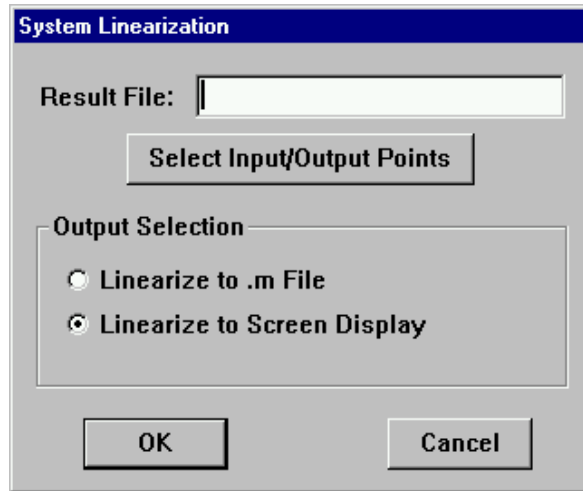 System Linearization
Result File:
Select Input/Output Points
Output Selection
Linearize to .m File
Linearize to Screen Display
OK Cancel